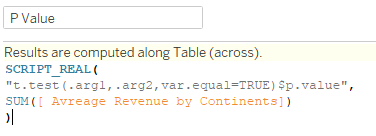 P Value
Results are computed along Table (across).
SCRIPT_REAL(
"t.test(.arg1,.arg2,var.equal=TRUE)$p.value",
SUM([ Avreage Revenue by Continents])
)